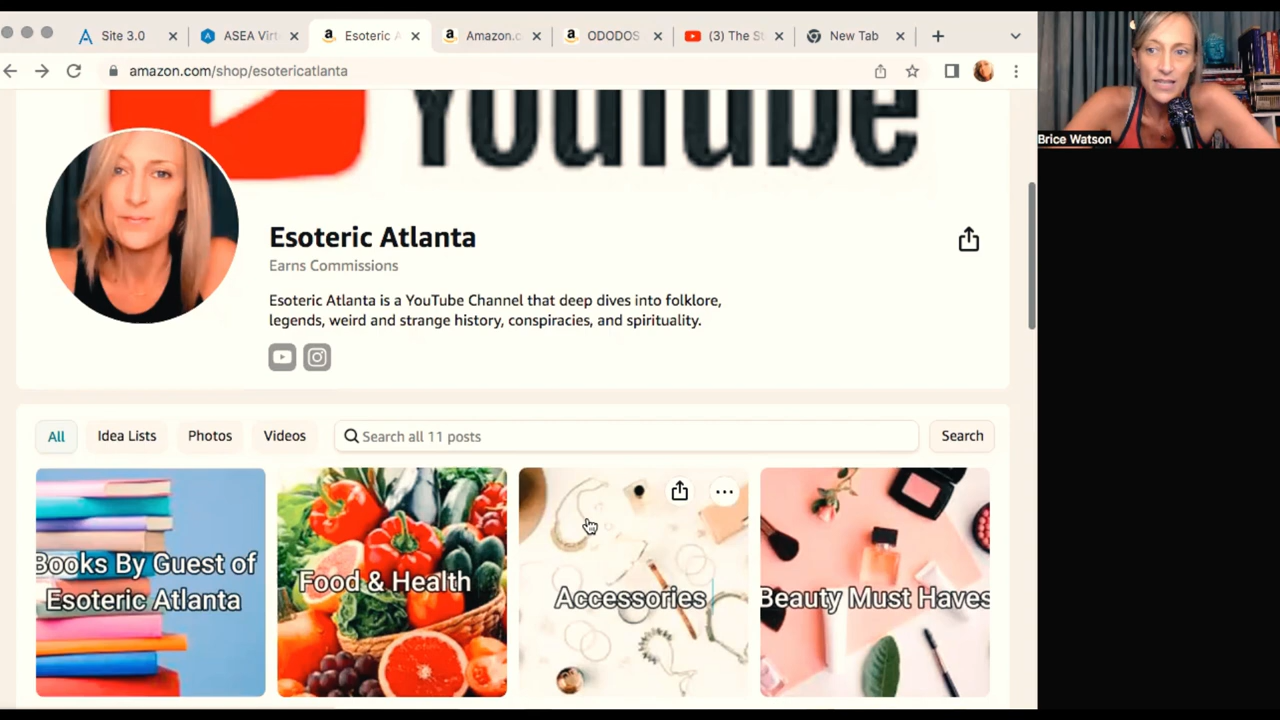 Site 3.0
ASEA Virt
Esoteric A
Amazon.c
ODODOS
(3) The St
New Tab
amazon.com/shop/esotericatlanta
Brice Watson
YouTube
Esoteric Atlanta
Earns Commissions
Esoteric Atlanta is a YouTube Channel that deep dives into folklore,
legends, weird and strange history, conspiracies, and spirituality.
All
Idea Lists
Photos
Videos
Search all 11 posts
Search
Books By Guest of
Esoteric Atlanta
Food & Health
Accessories
Beauty Must Haves